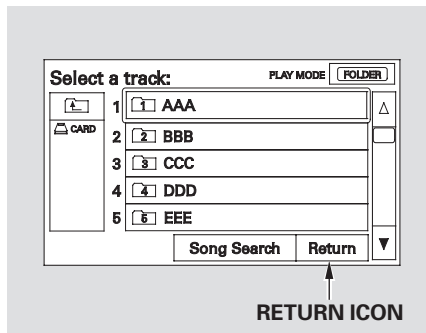 Select a track: PLAY MODE FOLDER
1 1 AAA
CARD
2 2 BBB
3 3 CCC
4 4 DDD
5 5 EEE
Song Search Return
RETURN ICON